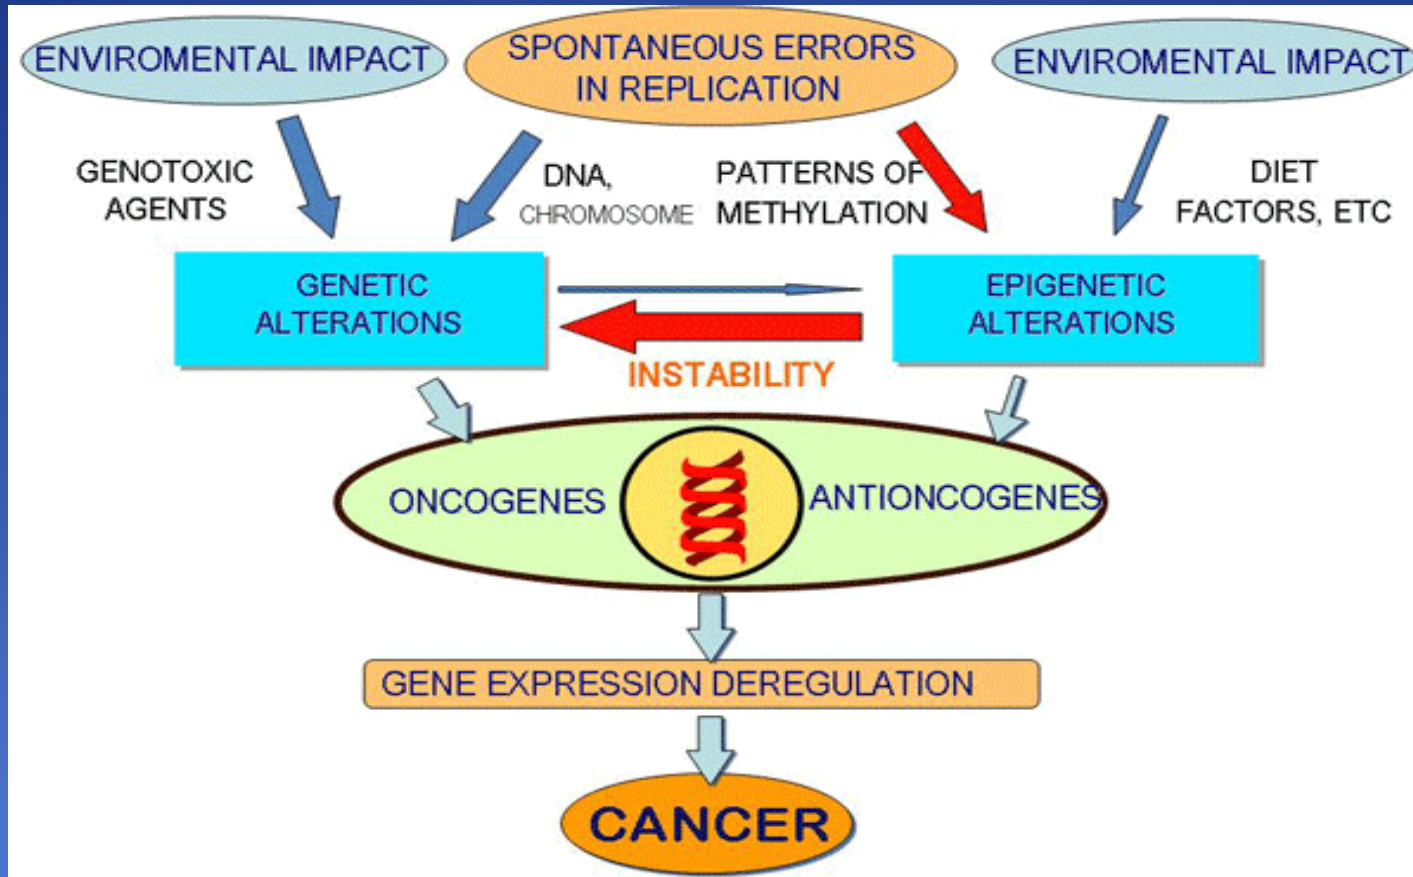 ENVIROMENTAL IMPACT
SPONTANEOUS ERRORS
IN REPLICATION
ENVIROMENTAL IMPACT
GENOTOXIC
AGENTS
DNA,
CHROMOSOME
PATTERNS OF
METHYLATION
DIET
FACTORS, ETC
GENETIC
ALTERATIONS
EPIGENETIC
ALTERATIONS
INSTABILITY
ONCOGENES
ANTIONCOGENES
GENE EXPRESSION DEREGULATION
CANCER